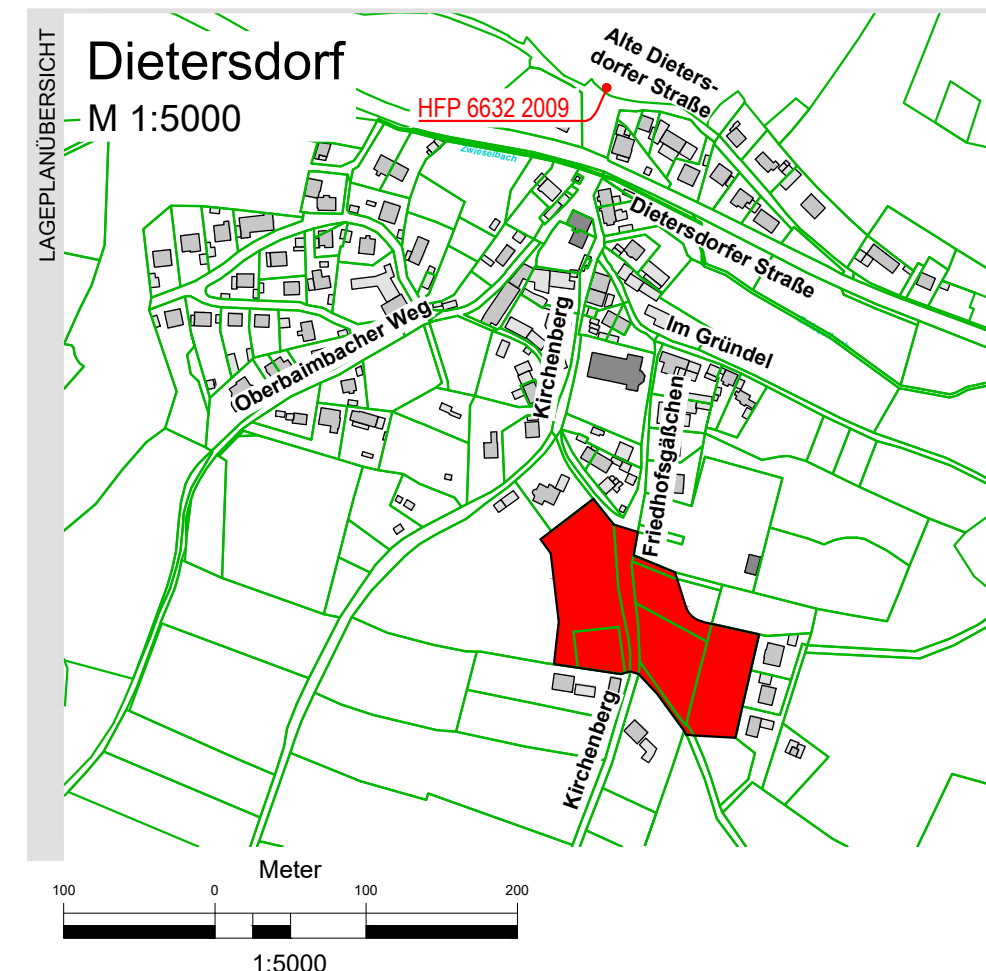 LAGEPLANÜBERSICHT
Dietersdorf
M 1:5000
HFP 6632 2009
Alte Dieters-
dorfer Straße
Zwieselbach
Dietersdorfer Straße
Im Gründel
Oberbaimbacher Weg
Kirchenberg
Friedhofsgäßchen
Kirchenberg
Meter
100 0 100 200
1:5000